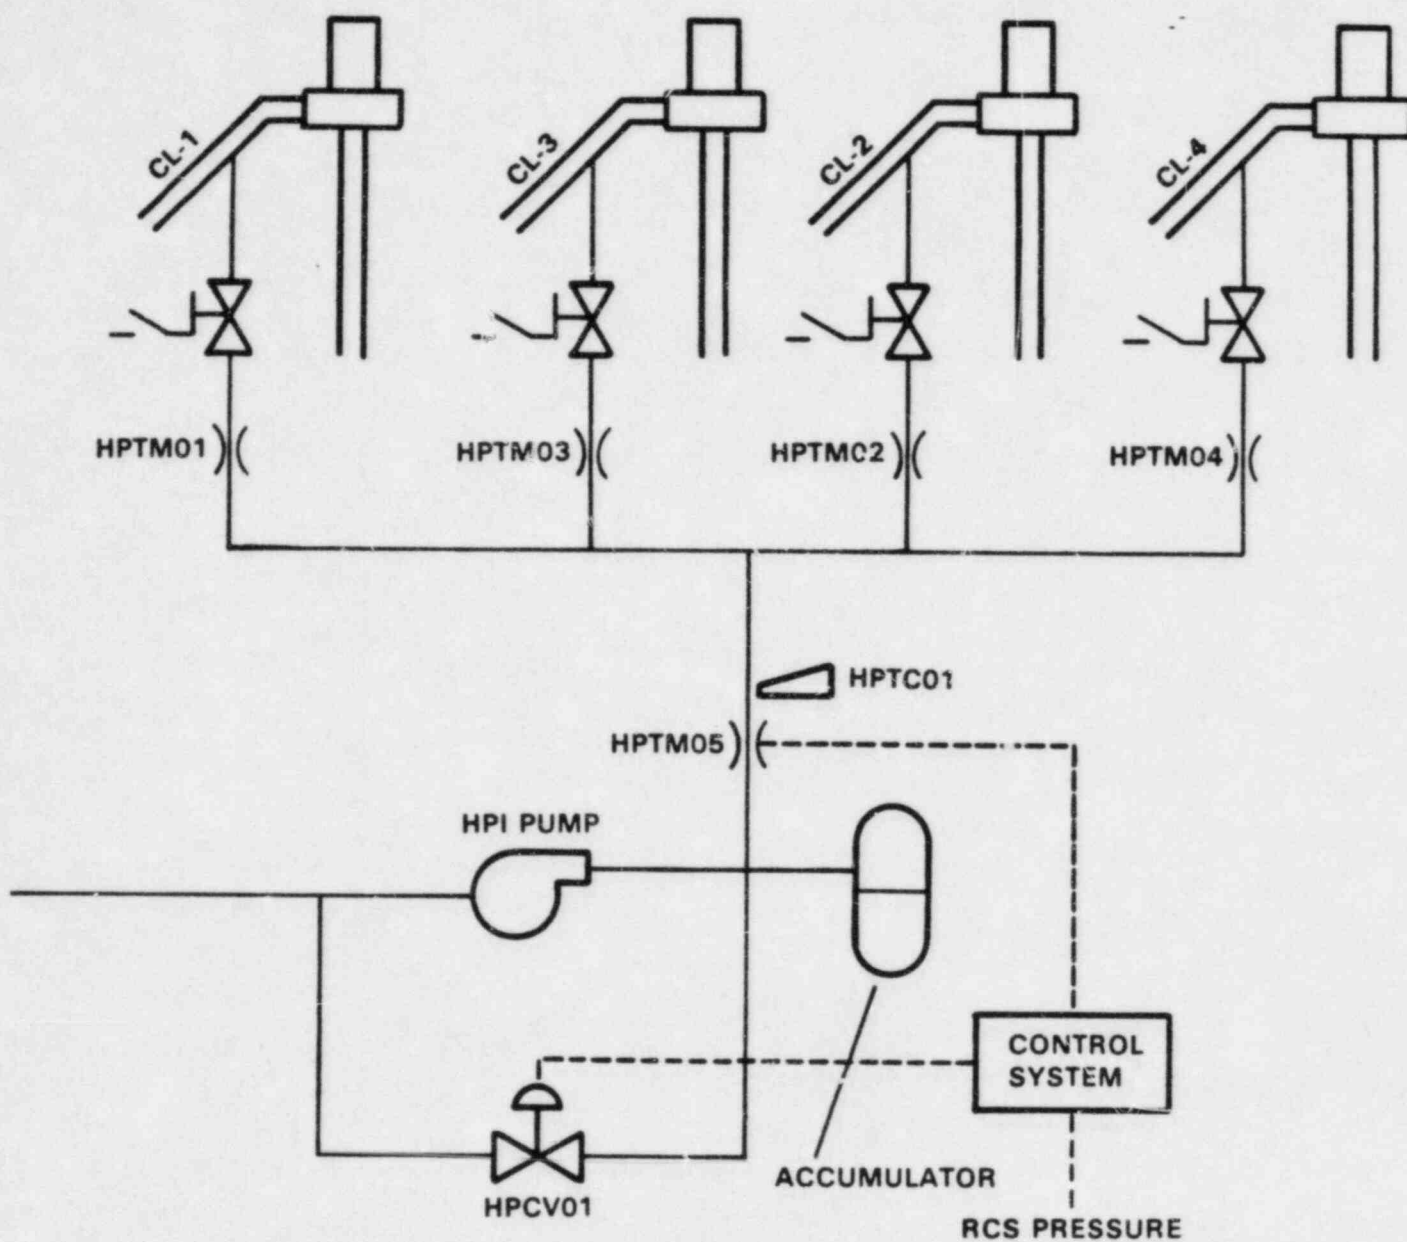 CL-1
CL-3
CL-2
CL-4
HPTM01
HPTM03
HPTM02
HPTM04
HPTC01
HPTM05
HPI PUMP
CONTROL
SYSTEM
ACCUMULATOR
HPCV01
RCS PRESSURE